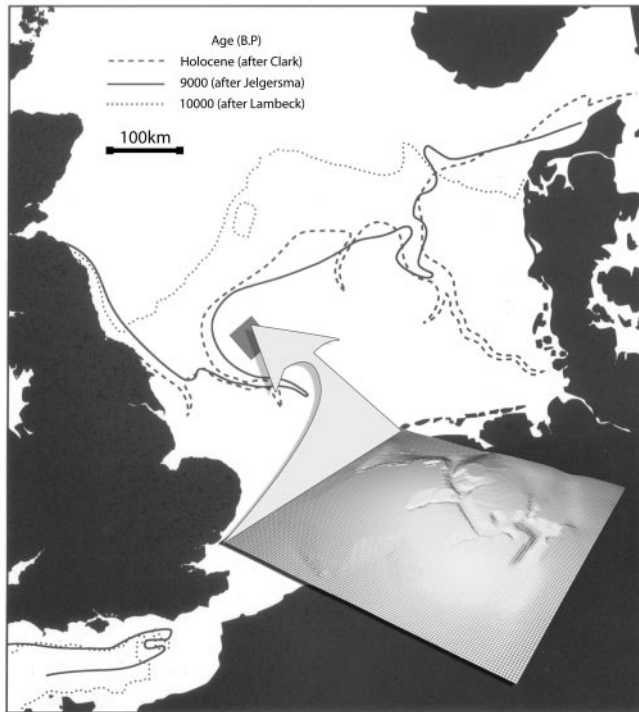 Age (B.P)
Holocene (after Clark)
9000 (after Jelgersma)
10000 (after Lambeck)
100km